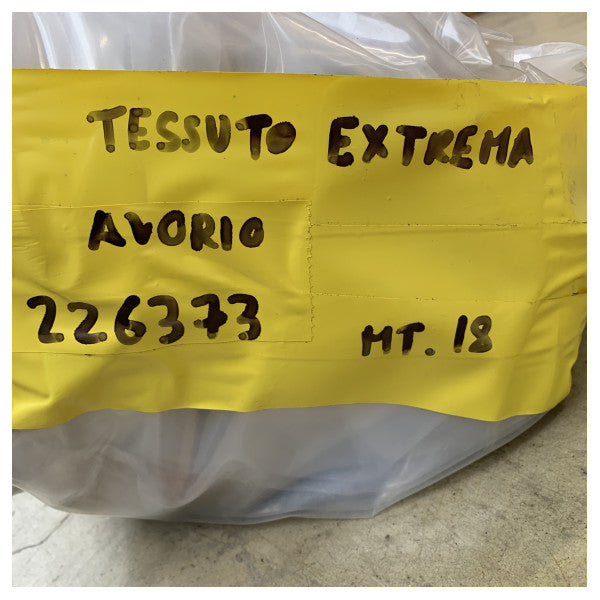 TESSUTO EXTREMA
AVORIO
226373
MT. 18